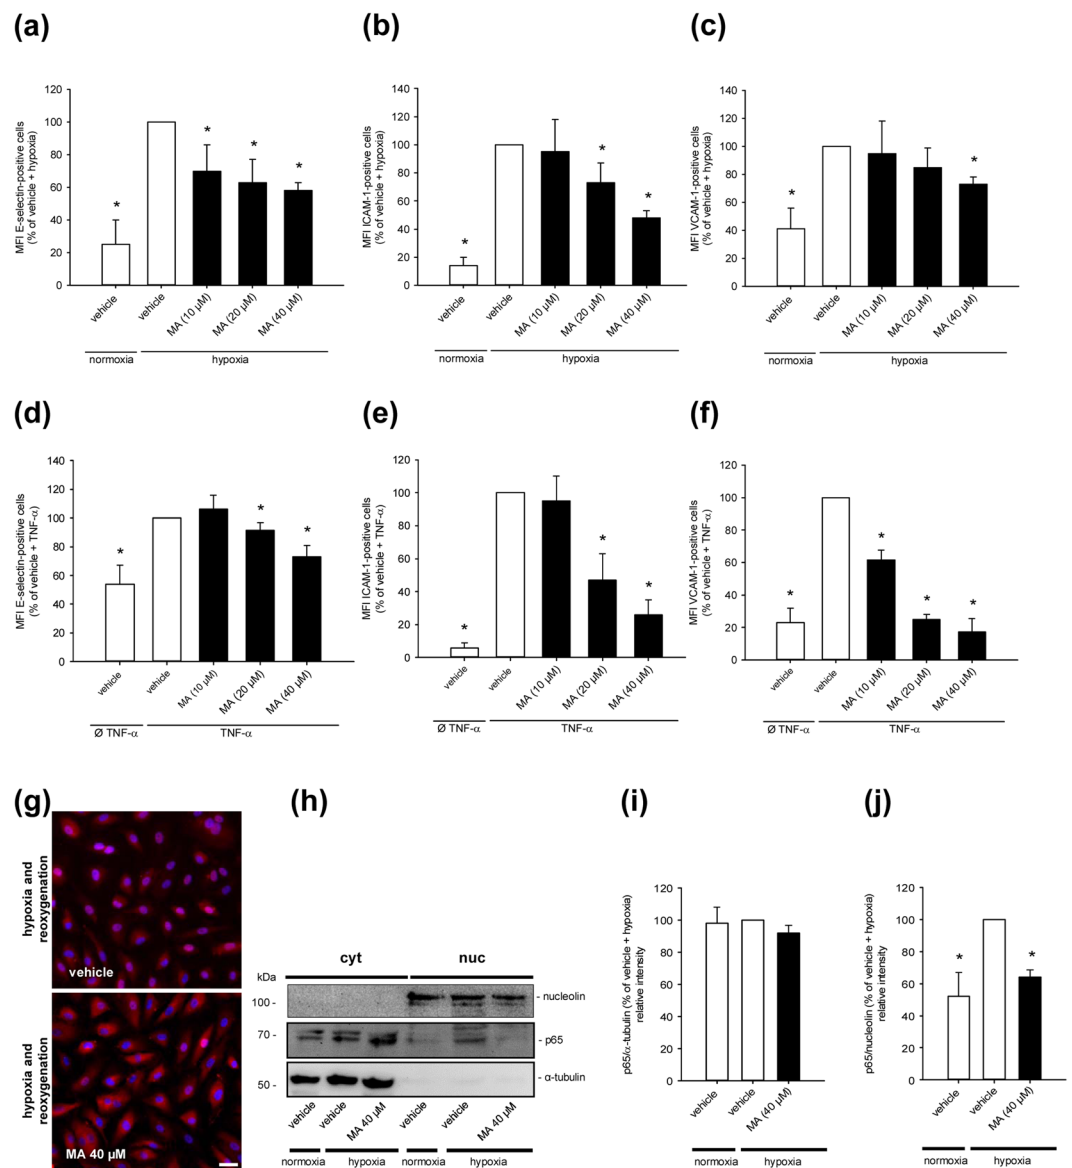 (a)
MFI E-selectin-positive cells
(% of vehicle + hypoxia)
120
100
80
60
40
20
0
*
*
*
*
vehicle
vehicle
MA (10 µM)
MA (20 µM)
MA (40 µM)
normoxia
hypoxia
(b)
MFI ICAM-1-positive cells
(% of vehicle + hypoxia)
140
120
100
80
60
40
20
0
*
*
*
vehicle
vehicle
MA (10 µM)
MA (20 µM)
MA (40 µM)
normoxia
hypoxia
(c)
MFI VCAM-1-positive cells
(% of vehicle + hypoxia)
140
120
100
80
60
40
20
0
*
*
vehicle
vehicle
MA (10 µM)
MA (20 µM)
MA (40 µM)
normoxia
hypoxia
(d)
MFI E-selectin-positive cells
(% of vehicle + TNF-α)
140
120
100
80
60
40
20
0
*
*
*
vehicle
vehicle
MA (10 µM)
MA (20 µM)
MA (40 µM)
Ø TNF-α
TNF-α
(e)
MFI ICAM-1-positive cells
(% of vehicle + TNF-α)
120
100
80
60
40
20
0
*
*
*
vehicle
vehicle
MA (10 µM)
MA (20 µM)
MA (40 µM)
Ø TNF-α
TNF-α
(f)
MFI VCAM-1-positive cells
(% of vehicle + TNF-α)
120
100
80
60
40
20
0
*
*
*
*
vehicle
vehicle
MA (10 µM)
MA (20 µM)
MA (40 µM)
Ø TNF-α
TNF-α
(g)
hypoxia and
reoxygenation
vehicle
hypoxia and
reoxygenation
MA 40 µM
(h)
cyt
nuc
kDa
100 -
70 -
50 -
- nucleolin
- p65
- α-tubulin
vehicle
vehicle
MA 40 µM
vehicle
vehicle
MA 40 µM
normoxia
hypoxia
normoxia
hypoxia
(i)
p65/α-tubulin (% of vehicle + hypoxia)
relative intensity
120
100
80
60
40
20
0
vehicle
vehicle
MA (40 µM)
normoxia
hypoxia
(j)
p65/nucleolin (% of vehicle + hypoxia)
relative intensity
120
100
80
60
40
20
0
*
*
vehicle
vehicle
MA (40 µM)
normoxia
hypoxia